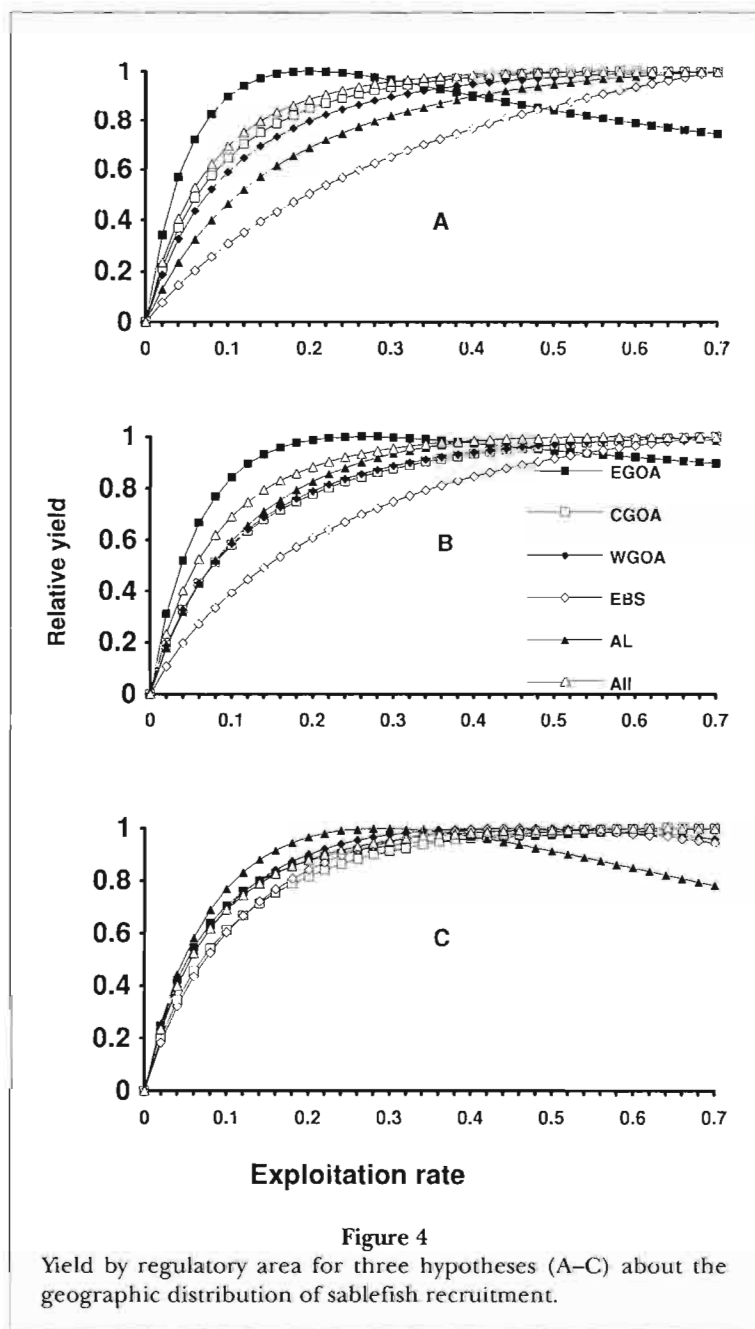 1
0.8
0.6
0.4
0.2
0
A
0 0.1 0.2 0.3 0.4 0.5 0.6 0.7
Relative yield
1
0.8
0.6
0.4
0.2
0
B
EGOA
CGOA
WGOA
EBS
AL
All
0 0.1 0.2 0.3 0.4 0.5 0.6 0.7
1
0.8
0.6
0.4
0.2
0
C
0 0.1 0.2 0.3 0.4 0.5 0.6 0.7
Exploitation rate
Figure 4
Yield by regulatory area for three hypotheses (A–C) about the
geographic distribution of sablefish recruitment.